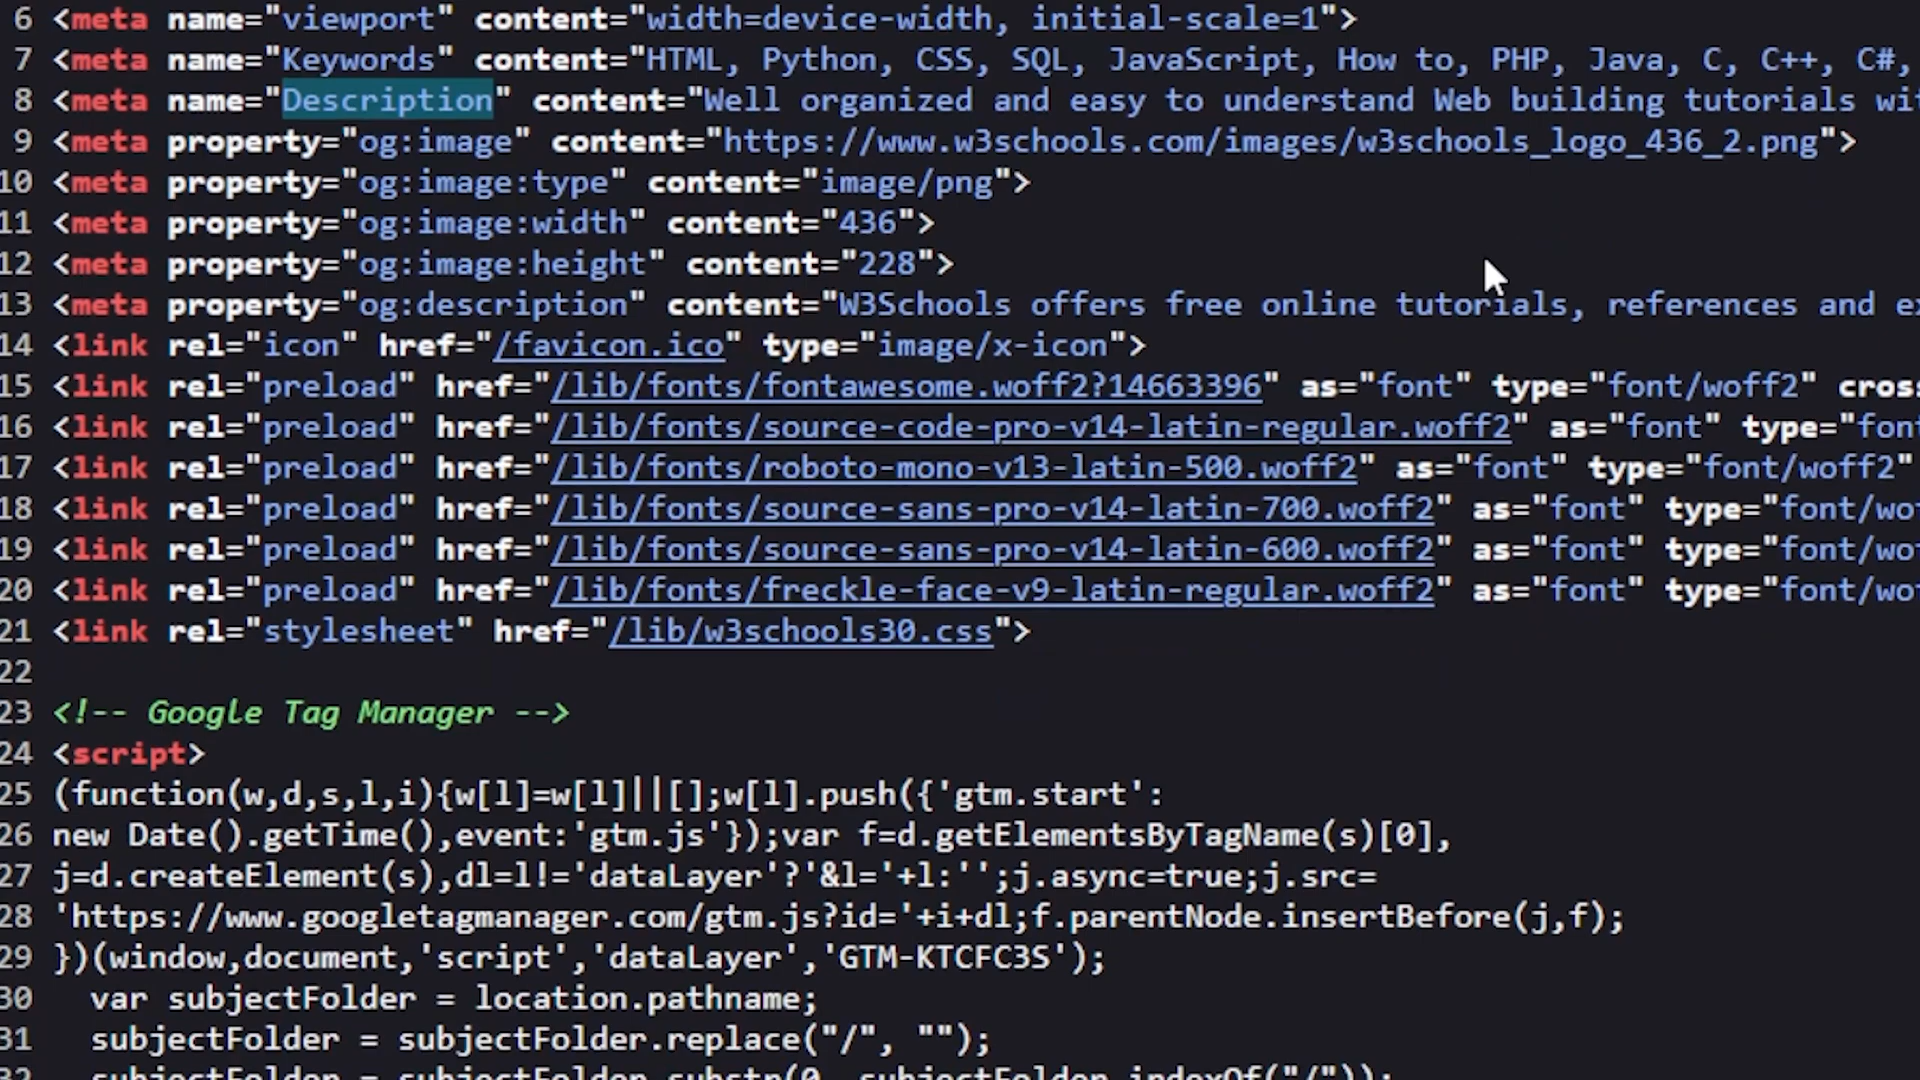 6 <meta name="viewport" content="width=device-width, initial-scale=1">
7 <meta name="Keywords" content="HTML, Python, CSS, SQL, JavaScript, How to, PHP, Java, C, C++, C#,
8 <meta name="Description" content="Well organized and easy to understand Web building tutorials wit
9 <meta property="og:image" content="https://www.w3schools.com/images/w3schools_logo_436_2.png">
10 <meta property="og:image:type" content="image/png">
11 <meta property="og:image:width" content="436">
12 <meta property="og:image:height" content="228">
13 <meta property="og:description" content="W3Schools offers free online tutorials, references and ex
14 <link rel="icon" href="/favicon.ico" type="image/x-icon">
15 <link rel="preload" href="/lib/fonts/fontawesome.woff2?14663396" as="font" type="font/woff2" cross
16 <link rel="preload" href="/lib/fonts/source-code-pro-v14-latin-regular.woff2" as="font" type="font
17 <link rel="preload" href="/lib/fonts/roboto-mono-v13-latin-500.woff2" as="font" type="font/woff2"
18 <link rel="preload" href="/lib/fonts/source-sans-pro-v14-latin-700.woff2" as="font" type="font/wo
19 <link rel="preload" href="/lib/fonts/source-sans-pro-v14-latin-600.woff2" as="font" type="font/wo
20 <link rel="preload" href="/lib/fonts/freckle-face-v9-latin-regular.woff2" as="font" type="font/wo
21 <link rel="stylesheet" href="/lib/w3schools30.css">
22
23 <!-- Google Tag Manager -->
24 <script>
25 (function(w,d,s,l,i){w[l]=w[l]||[];w[l].push({'gtm.start':
26 new Date().getTime(),event:'gtm.js'});var f=d.getElementsByTagName(s)[0],
27 j=d.createElement(s),dl=l!='dataLayer'?'&l='+l:'';j.async=true;j.src=
28 'https://www.googletagmanager.com/gtm.js?id='+i+dl;f.parentNode.insertBefore(j,f);
29 })(window,document,'script','dataLayer','GTM-KTCFC3S');
30 var subjectFolder = location.pathname;
31 subjectFolder = subjectFolder.replace("/", "");
32 subjectFolder = subjectFolder.substr(0, subjectFolder.indexOf("/"));